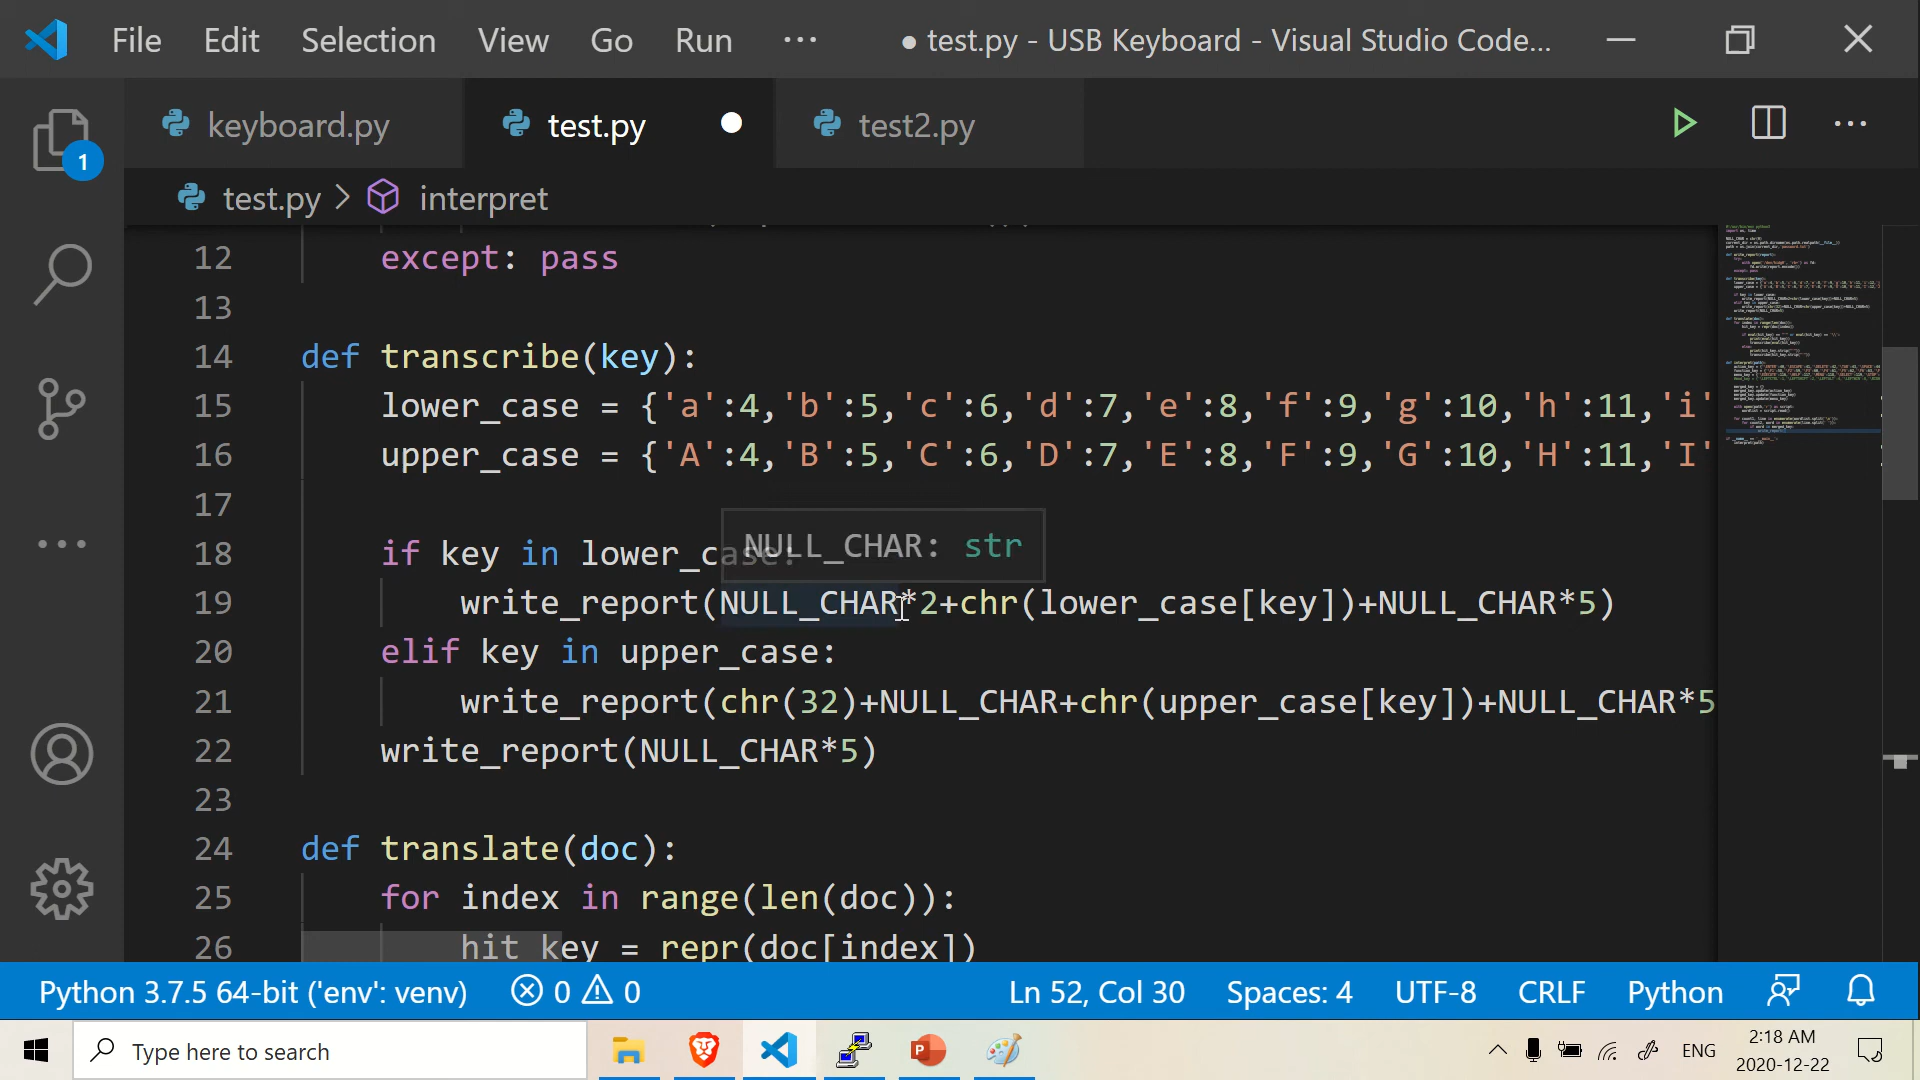 File Edit Selection View Go Run ··· ● test.py - USB Keyboard - Visual Studio Code...
keyboard.py test.py test2.py
1
test.py > interpret
12 except: pass
13
14 def transcribe(key):
15 lower_case = {'a':4,'b':5,'c':6,'d':7,'e':8,'f':9,'g':10,'h':11,'i'
16 upper_case = {'A':4,'B':5,'C':6,'D':7,'E':8,'F':9,'G':10,'H':11,'I'
17
NULL_CHAR: str
18 if key in lower_case:
19 write_report(NULL_CHAR*2+chr(lower_case[key])+NULL_CHAR*5)
20 elif key in upper_case:
21 write_report(chr(32)+NULL_CHAR+chr(upper_case[key])+NULL_CHAR*5
22 write_report(NULL_CHAR*5)
23
24 def translate(doc):
25 for index in range(len(doc)):
26 hit_key = repr(doc[index])
Python 3.7.5 64-bit ('env': venv) 0 0 Ln 52, Col 30 Spaces: 4 UTF-8 CRLF Python
Type here to search ENG 2:18 AM
2020-12-22